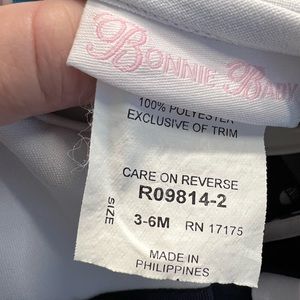 BONNIE BABY
100% POLYESTER
EXCLUSIVE OF TRIM
CARE ON REVERSE
R09814-2
SIZE
3-6M RN 17175
MADE IN
PHILIPPINES